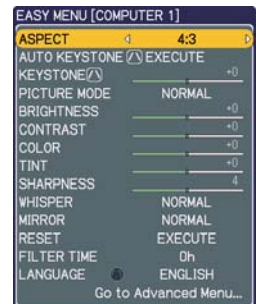 EASY MENU [COMPUTER 1]
ASPECT 4:3
AUTO KEYSTONE EXECUTE
KEYSTONE +0
PICTURE MODE NORMAL
BRIGHTNESS +0
CONTRAST +0
COLOR +0
TINT +0
SHARPNESS 4
WHISPER NORMAL
MIRROR NORMAL
RESET EXECUTE
FILTER TIME 0h
LANGUAGE ENGLISH
Go to Advanced Menu...